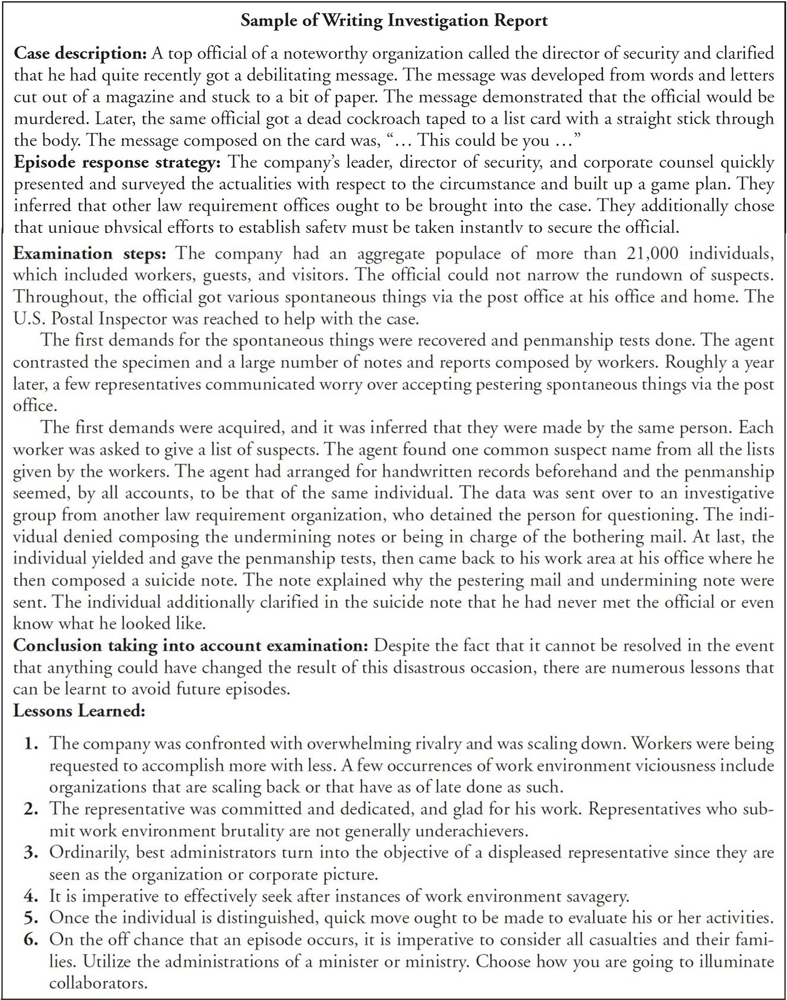 Sample of Writing Investigation Report
Case description: A top official of a noteworthy organization called the director of security and clarified
that he had quite recently got a debilitating message. The message was developed from words and letters
cut out of a magazine and stuck to a bit of paper. The message demonstrated that the official would be
murdered. Later, the same official got a dead cockroach taped to a list card with a straight stick through
the body. The message composed on the card was, “… This could be you …”
Episode response strategy: The company’s leader, director of security, and corporate counsel quickly
presented and surveyed the actualities with respect to the circumstance and built up a game plan. They
inferred that other law requirement offices ought to be brought into the case. They additionally chose
that unique physical efforts to establish safety must be taken instantly to secure the official.
Examination steps: The company had an aggregate populace of more than 21,000 individuals,
which included workers, guests, and visitors. The official could not narrow the rundown of suspects.
Throughout, the official got various spontaneous things via the post office at his office and home. The
U.S. Postal Inspector was reached to help with the case.
The first demands for the spontaneous things were recovered and penmanship tests done. The agent
contrasted the specimen and a large number of notes and reports composed by workers. Roughly a year
later, a few representatives communicated worry over accepting pestering spontaneous things via the post
office.
The first demands were acquired, and it was inferred that they were made by the same person. Each
worker was asked to give a list of suspects. The agent found one common suspect name from all the lists
given by the workers. The agent had arranged for handwritten records beforehand and the penmanship
seemed, by all accounts, to be that of the same individual. The data was sent over to an investigative
group from another law requirement organization, who detained the person for questioning. The indi-
vidual denied composing the undermining notes or being in charge of the bothering mail. At last, the
individual yielded and gave the penmanship tests, then came back to his work area at his office where he
then composed a suicide note. The note explained why the pestering mail and undermining note were
sent. The individual additionally clarified in the suicide note that he had never met the official or even
know what he looked like.
Conclusion taking into account examination: Despite the fact that it cannot be resolved in the event
that anything could have changed the result of this disastrous occasion, there are numerous lessons that
can be learnt to avoid future episodes.
Lessons Learned:
1. The company was confronted with overwhelming rivalry and was scaling down. Workers were being
requested to accomplish more with less. A few occurrences of work environment viciousness include
organizations that are scaling back or that have as of late done as such.
2. The representative was committed and dedicated, and glad for his work. Representatives who sub-
mit work environment brutality are not generally underachievers.
3. Ordinarily, best administrators turn into the objective of a displeased representative since they are
seen as the organization or corporate picture.
4. It is imperative to effectively seek after instances of work environment savagery.
5. Once the individual is distinguished, quick move ought to be made to evaluate his or her activities.
6. On the off chance that an episode occurs, it is imperative to consider all casualties and their fami-
lies. Utilize the administrations of a minister or ministry. Choose how you are going to illuminate
collaborators.